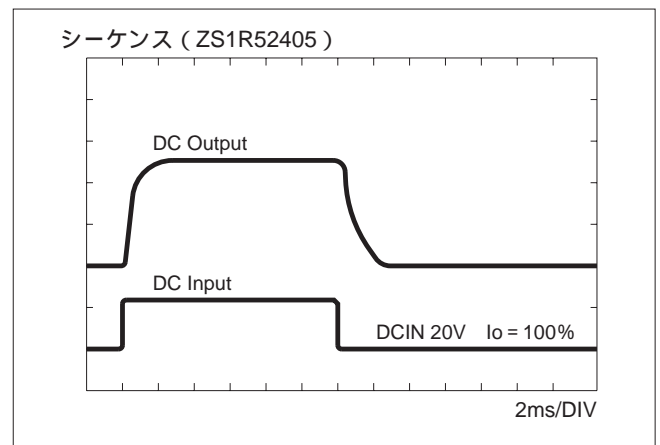 シーケンス（ZS1R52405）
DC Output
DC Input
DCIN 20V Io = 100%
2ms/DIV